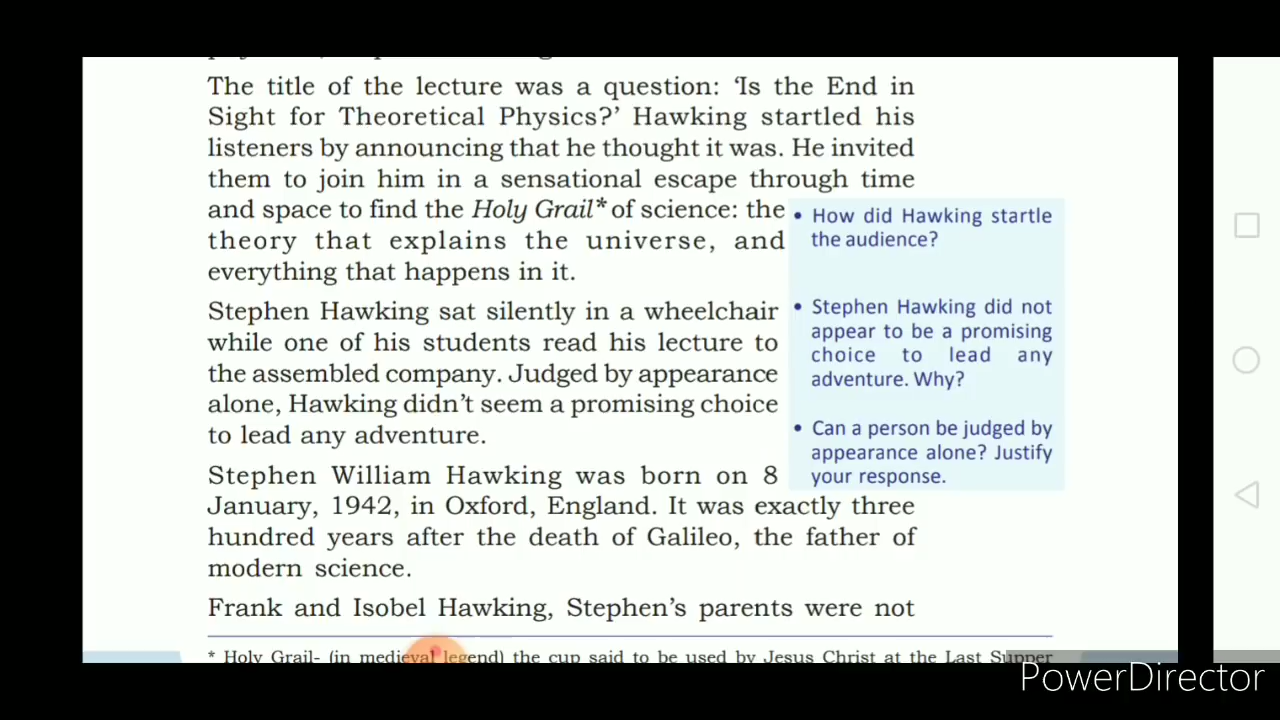 The title of the lecture was a question: ‘Is the End in
Sight for Theoretical Physics?’ Hawking startled his
listeners by announcing that he thought it was. He invited
them to join him in a sensational escape through time
and space to find the Holy Grail* of science: the
theory that explains the universe, and
everything that happens in it.
Stephen Hawking sat silently in a wheelchair
while one of his students read his lecture to
the assembled company. Judged by appearance
alone, Hawking didn’t seem a promising choice
to lead any adventure.
Stephen William Hawking was born on 8
January, 1942, in Oxford, England. It was exactly three
hundred years after the death of Galileo, the father of
modern science.
Frank and Isobel Hawking, Stephen’s parents were not
• How did Hawking startle
the audience?
• Stephen Hawking did not
appear to be a promising
choice to lead any
adventure. Why?
• Can a person be judged by
appearance alone? Justify
your response.
* Holy Grail- (in medieval legend) the cup said to be used by Jesus Christ at the Last Supper
PowerDirector